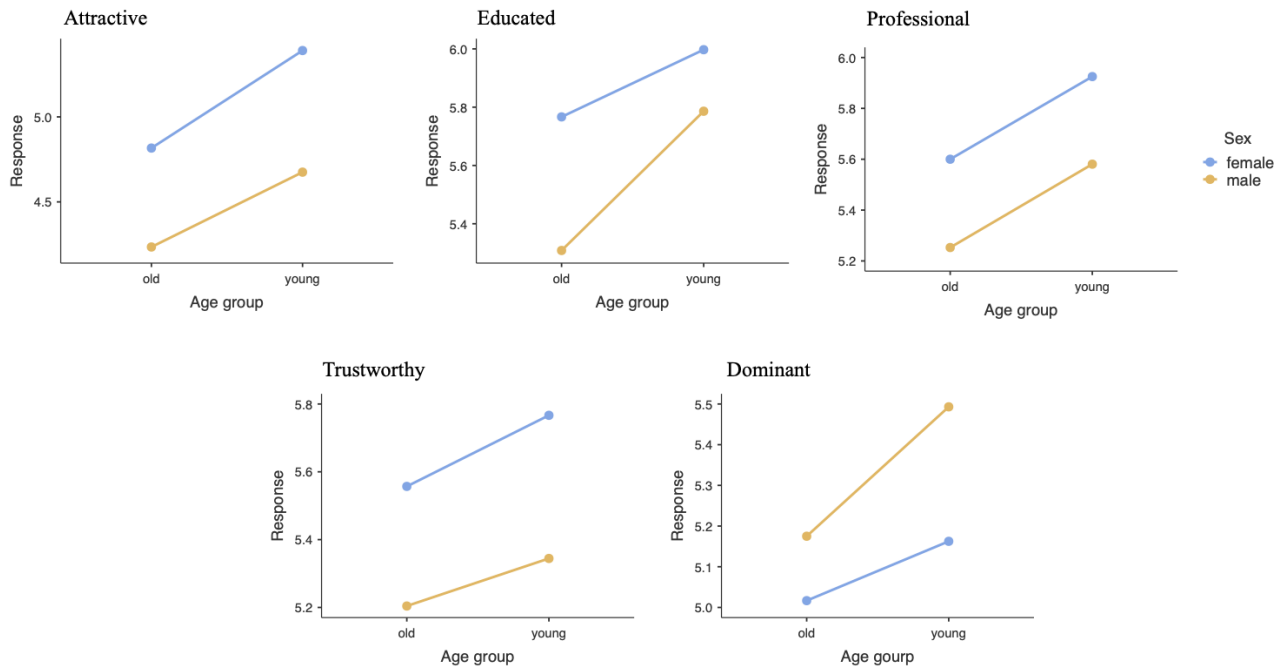 Attractive
Response
5.0
4.5
old
young
Age group
Educated
Response
6.0
5.8
5.6
5.4
old
young
Age group
Professional
Response
6.0
5.8
5.6
5.4
5.2
old
young
Age group
Sex
female
male
Trustworthy
Response
5.8
5.6
5.4
5.2
old
young
Age group
Dominant
Response
5.5
5.4
5.3
5.2
5.1
5.0
old
young
Age gourp